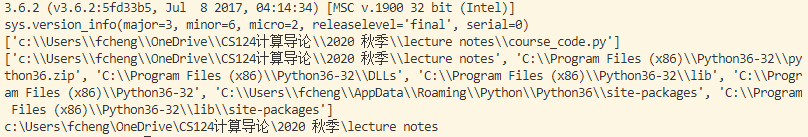 3.6.2 (v3.6.2:5fd33b5, Jul  8 2017, 04:14:34) [MSC v.1900 32 bit (Intel)]
sys.version_info(major=3, minor=6, micro=2, releaselevel='final', serial=0)
['c:\\Users\\fcheng\\OneDrive\\CS124计算导论\\2020 秋季\\lecture notes\\course_code.py']
['c:\\Users\\fcheng\\OneDrive\\CS124计算导论\\2020 秋季\\lecture notes', 'C:\\Program Files (x86)\\Python36-32\\py
thon36.zip', 'C:\\Program Files (x86)\\Python36-32\\DLLs', 'C:\\Program Files (x86)\\Python36-32\\lib', 'C:\\Progr
am Files (x86)\\Python36-32', 'C:\\Users\\fcheng\\AppData\\Roaming\\Python\\Python36\\site-packages', 'C:\\Program
 Files (x86)\\Python36-32\\lib\\site-packages']
c:\Users\fcheng\OneDrive\CS124计算导论\2020 秋季\lecture notes